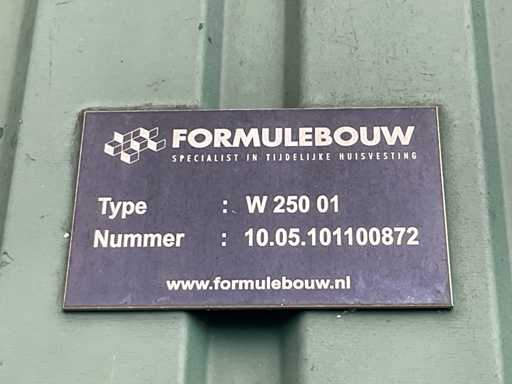 FORMULEBOUW
SPECIALIST IN TIJDELIJKE HUISVESTING
Type : W 250 01
Nummer : 10.05.101100872
www.formulebouw.nl